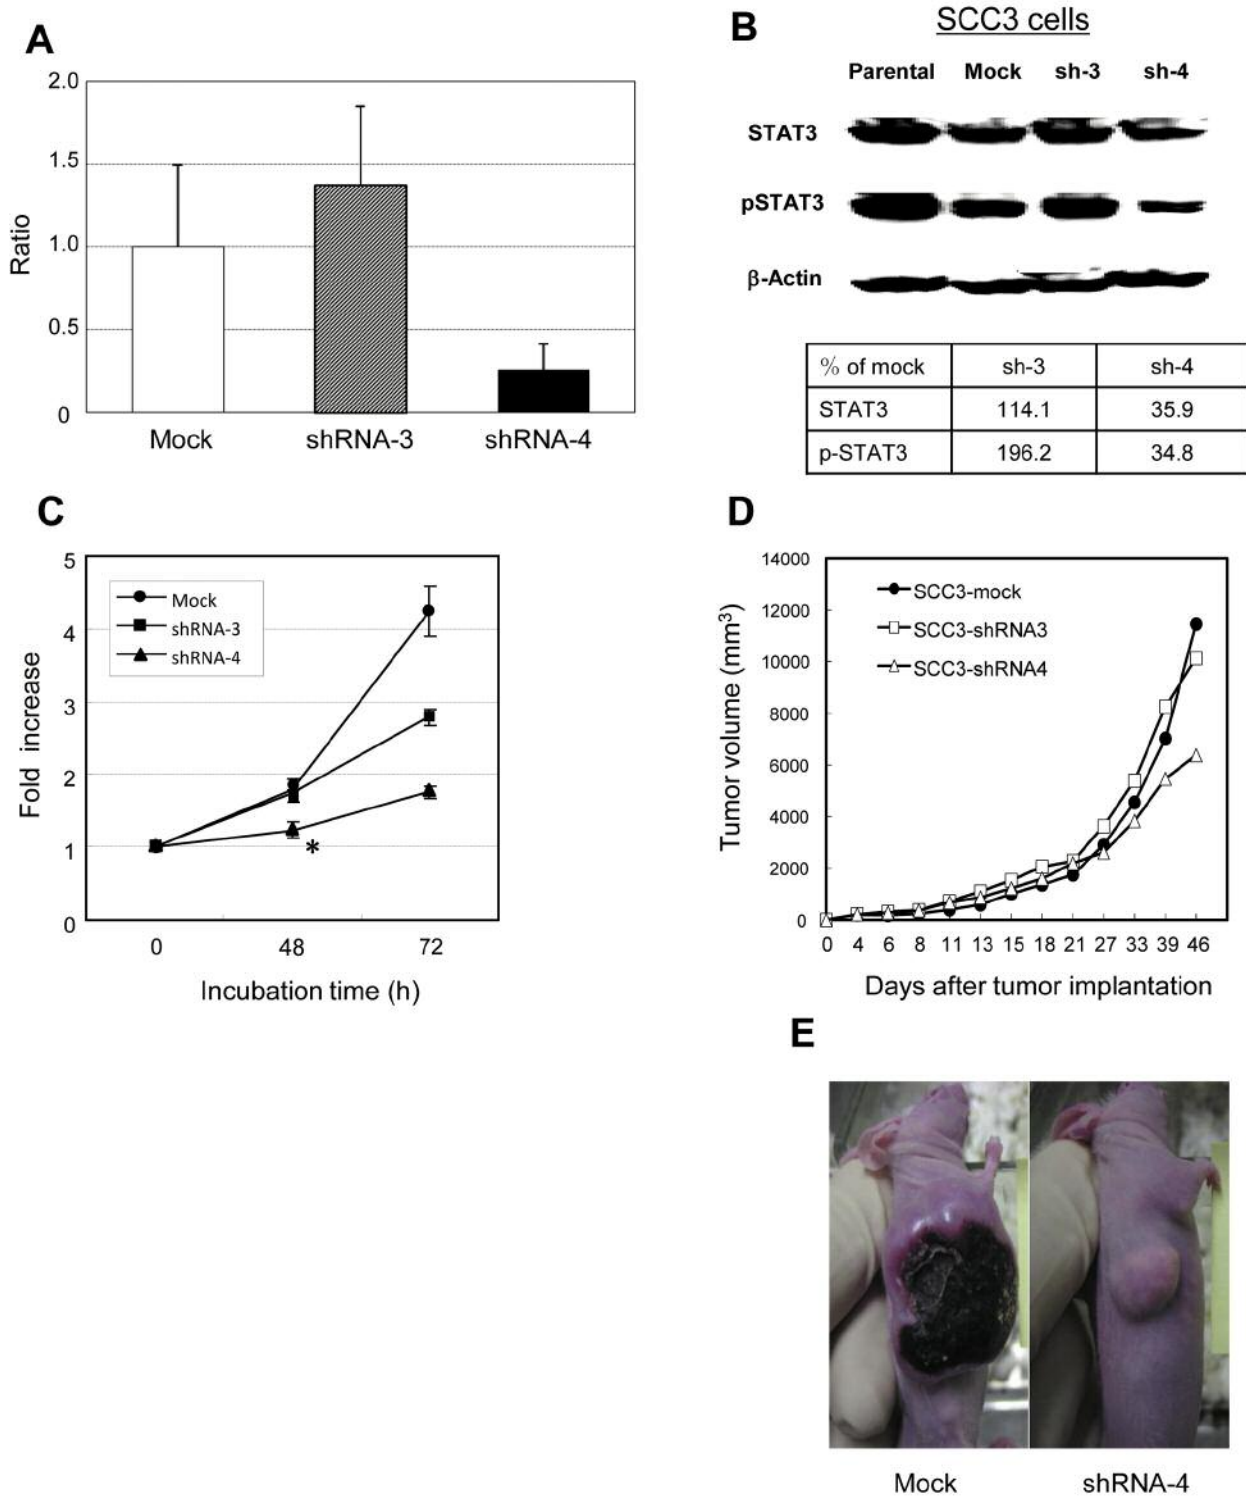 A
2.0
1.5
1.0
0.5
0
Ratio
Mock shRNA-3 shRNA-4
B
SCC3 cells
Parental Mock sh-3 sh-4
STAT3
pSTAT3
β-Actin
% of mock sh-3 sh-4
STAT3 114.1 35.9
p-STAT3 196.2 34.8
C
5
4
3
2
1
0
Fold increase
Mock
shRNA-3
shRNA-4
*
0 48 72
Incubation time (h)
D
14000
12000
10000
8000
6000
4000
2000
0
Tumor volume (mm³)
SCC3-mock
SCC3-shRNA3
SCC3-shRNA4
0 4 6 8 11 13 15 18 21 27 33 39 46
Days after tumor implantation
E
Mock shRNA-4